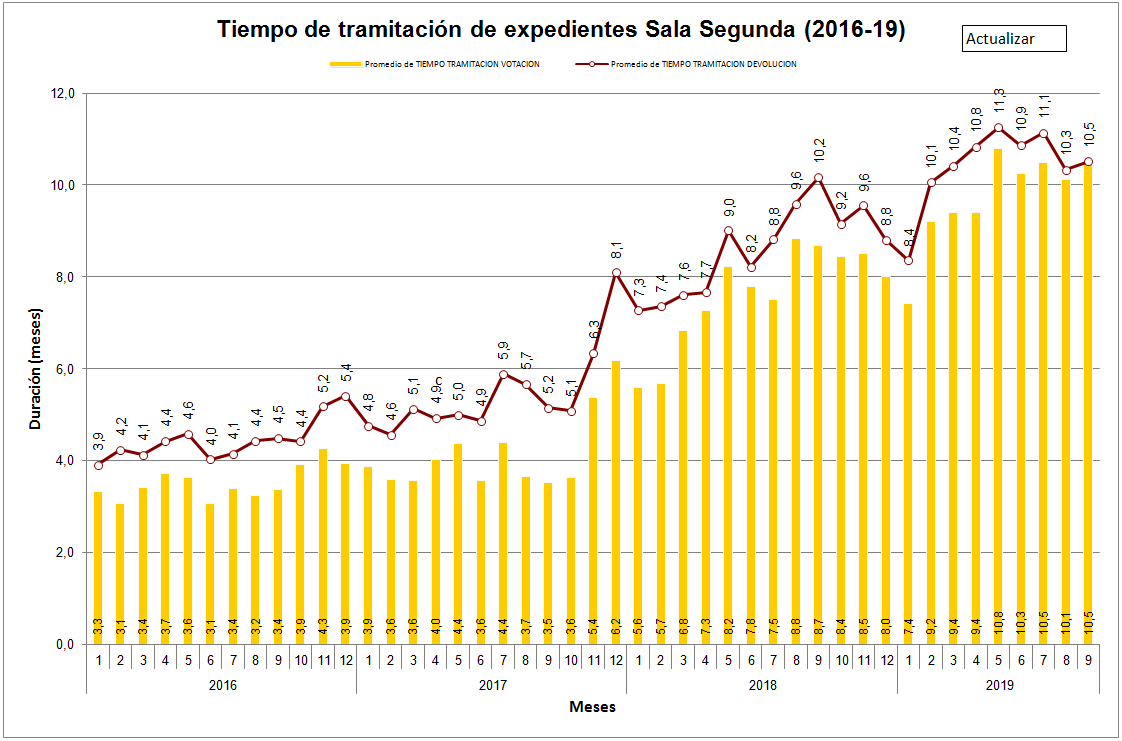 Tiempo de tramitación de expedientes Sala Segunda (2016-19)
Actualizar
Promedio de TIEMPO TRAMITACION VOTACION
Promedio de TIEMPO TRAMITACION DEVOLUCION
Duración (meses)
12,0
10,0
8,0
6,0
4,0
2,0
0,0
3,9 4,2 4,1 4,4 4,6 4,0 4,1 4,4 4,5 4,4 5,2 5,4 4,8 4,6 5,1 4,9 5,0 4,9 5,9 5,7 5,2 5,1 6,3 8,1 7,3 7,4 7,6 7,7 9,0 8,2 8,8 9,6 10,2 9,2 9,6 8,8 8,4 10,1 10,4 10,8 11,3 10,9 11,1 10,3 10,5
3,3 3,1 3,4 3,7 3,6 3,1 3,4 3,2 3,4 3,9 4,3 3,9 3,9 3,6 3,6 4,0 4,4 3,6 4,4 3,7 3,5 3,6 5,4 6,2 5,6 5,7 6,8 7,3 8,2 7,8 7,5 8,8 8,7 8,4 8,5 8,0 7,4 9,2 9,4 9,4 10,8 10,3 10,5 10,1 10,5
1 2 3 4 5 6 7 8 9 10 11 12 1 2 3 4 5 6 7 8 9 10 11 12 1 2 3 4 5 6 7 8 9 10 11 12 1 2 3 4 5 6 7 8 9
2016 2017 2018 2019
Meses